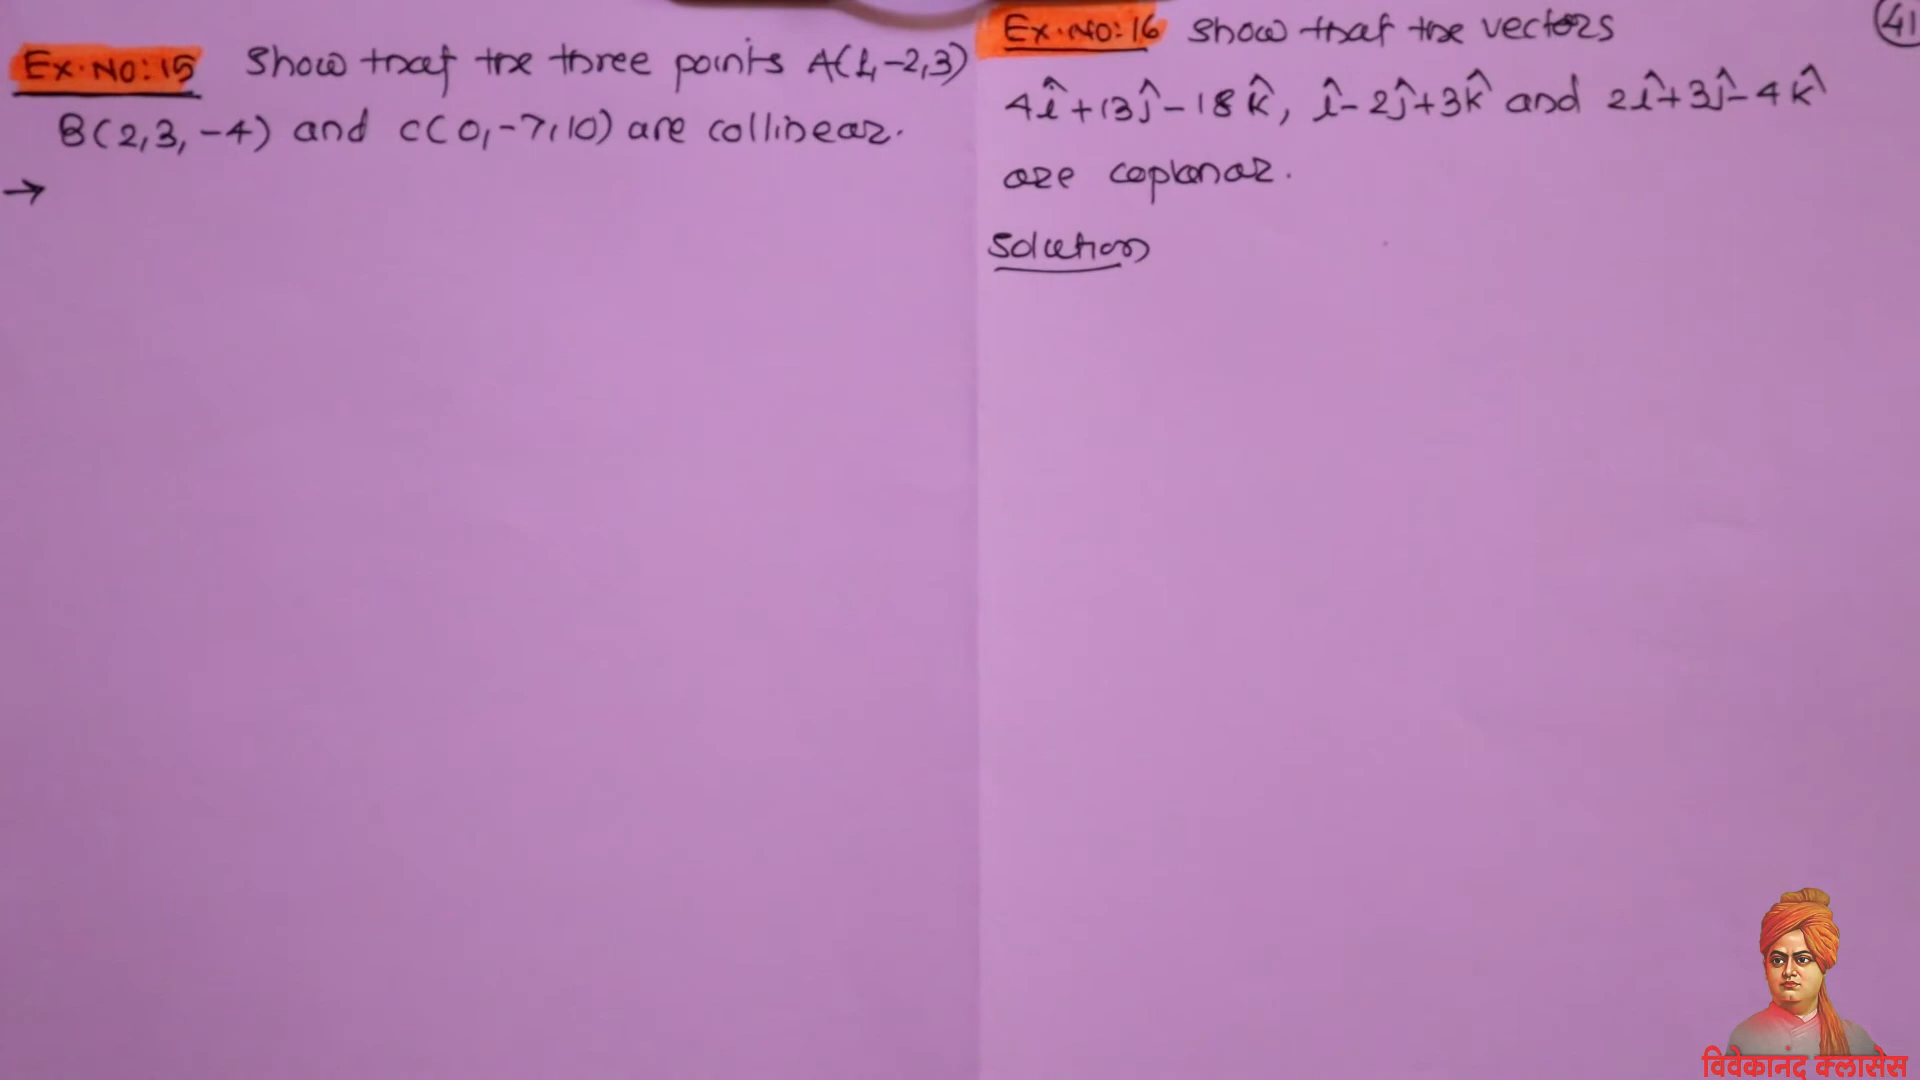 Ex. No: 15 Show that the three points A(1, -2, 3)
B(2, 3, -4) and C(0, -7, 10) are collinear.
→
Ex. No: 16 Show that the vectors
4î + 13ĵ - 18k̂, î - 2ĵ + 3k̂ and 2î + 3ĵ - 4k̂
are coplanar.
Solution
41
विवेकानंद क्लासेस